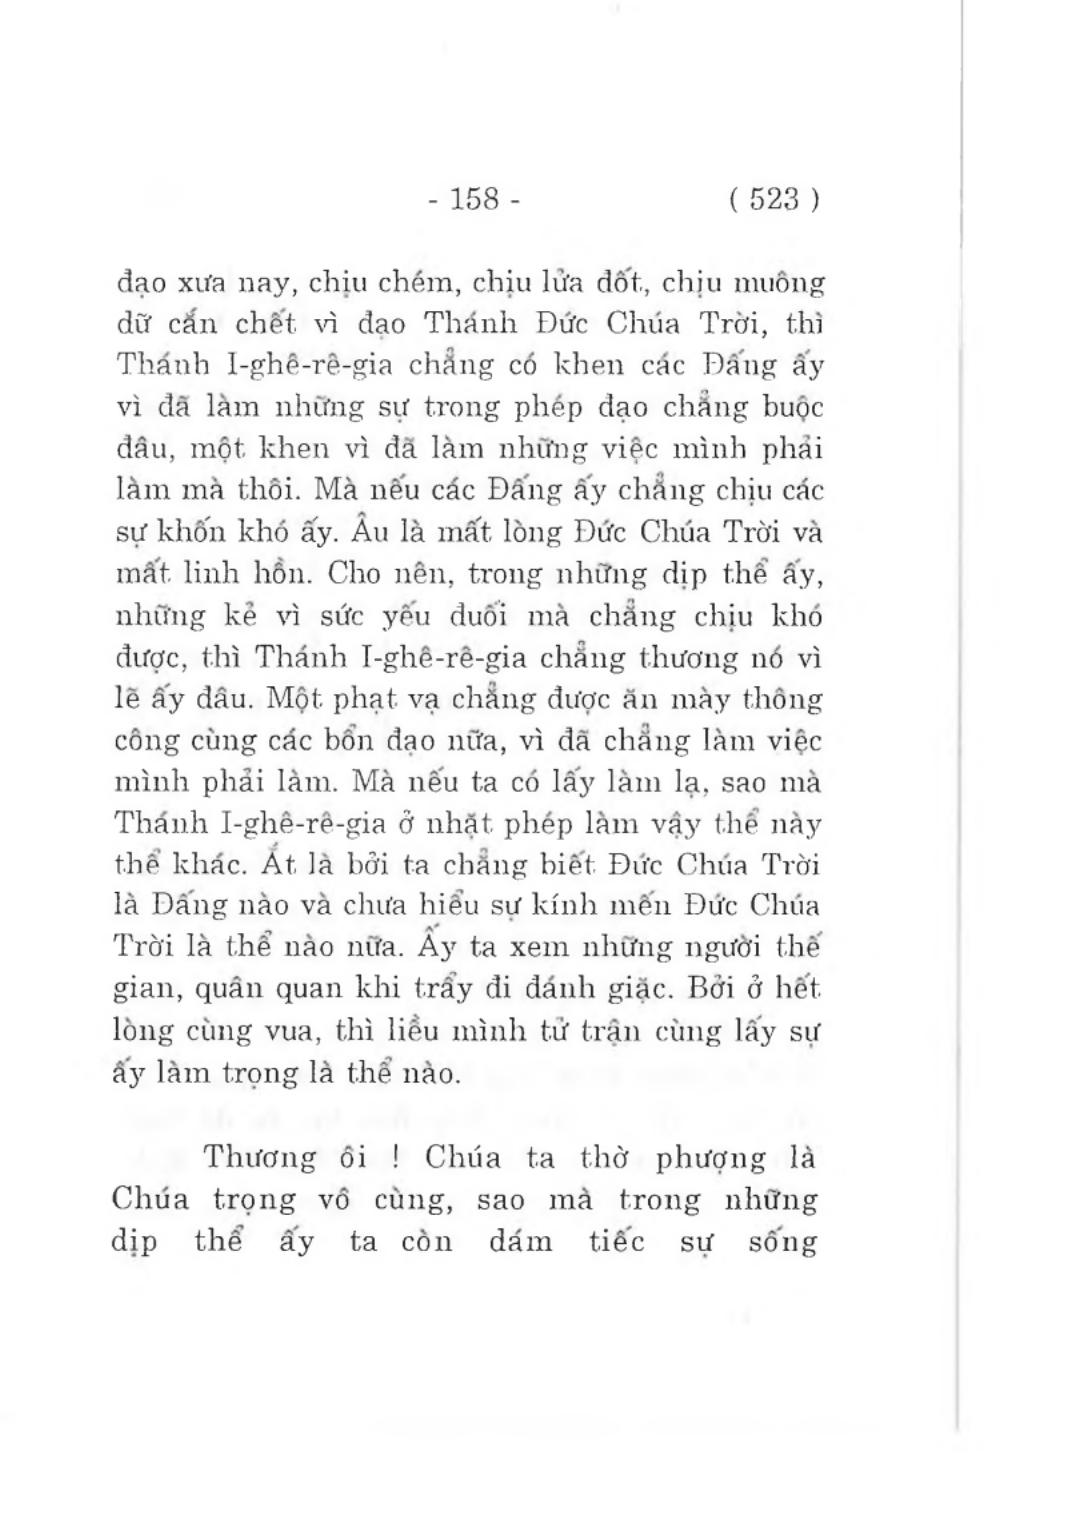 - 158 - ( 523 )
đạo xưa nay, chịu chém, chịu lửa đốt, chịu muông
dữ cắn chết vì đạo Thánh Đức Chúa Trời, thì
Thánh I-ghê-rê-gia chẳng có khen các Đấng ấy
vì đã làm những sự trong phép đạo chẳng buộc
đâu, một khen vì đã làm những việc mình phải
làm mà thôi. Mà nếu các Đấng ấy chẳng chịu các
sự khốn khó ấy. Âu là mất lòng Đức Chúa Trời và
mất linh hồn. Cho nên, trong những dịp thể ấy,
những kẻ vì sức yếu đuối mà chẳng chịu khó
được, thì Thánh I-ghê-rê-gia chẳng thương nó vì
lẽ ấy đâu. Một phạt vạ chẳng được ăn mày thông
công cùng các bổn đạo nữa, vì đã chẳng làm việc
mình phải làm. Mà nếu ta có lấy làm lạ, sao mà
Thánh I-ghê-rê-gia ở nhặt phép làm vậy thể này
thể khác. Ắt là bởi ta chẳng biết Đức Chúa Trời
là Đấng nào và chưa hiểu sự kính mến Đức Chúa
Trời là thể nào nữa. Ấy ta xem những người thế
gian, quân quan khi trẩy đi đánh giặc. Bởi ở hết
lòng cùng vua, thì liều mình tử trận cùng lấy sự
ấy làm trọng là thể nào.
Thương ôi ! Chúa ta thờ phượng là
Chúa trọng vô cùng, sao mà trong những
dịp thể ấy ta còn dám tiếc sự sống